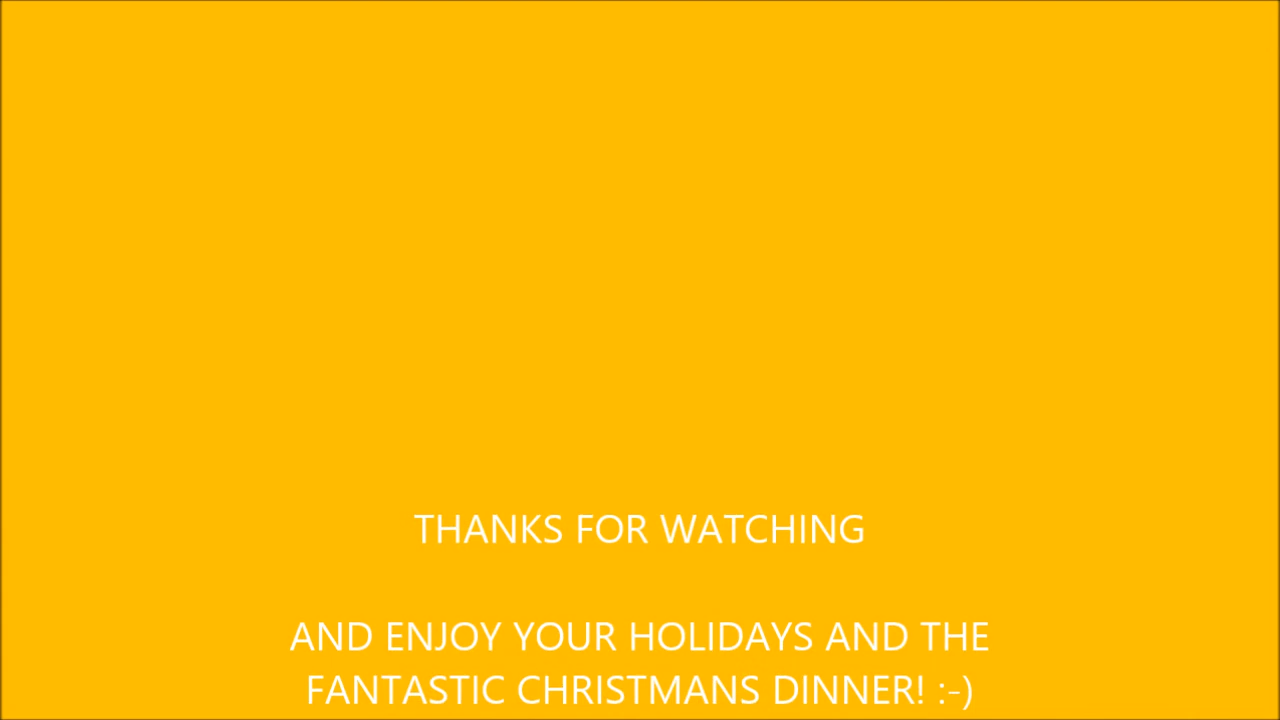 THANKS FOR WATCHING
AND ENJOY YOUR HOLIDAYS AND THE
FANTASTIC CHRISTMANS DINNER! :-)